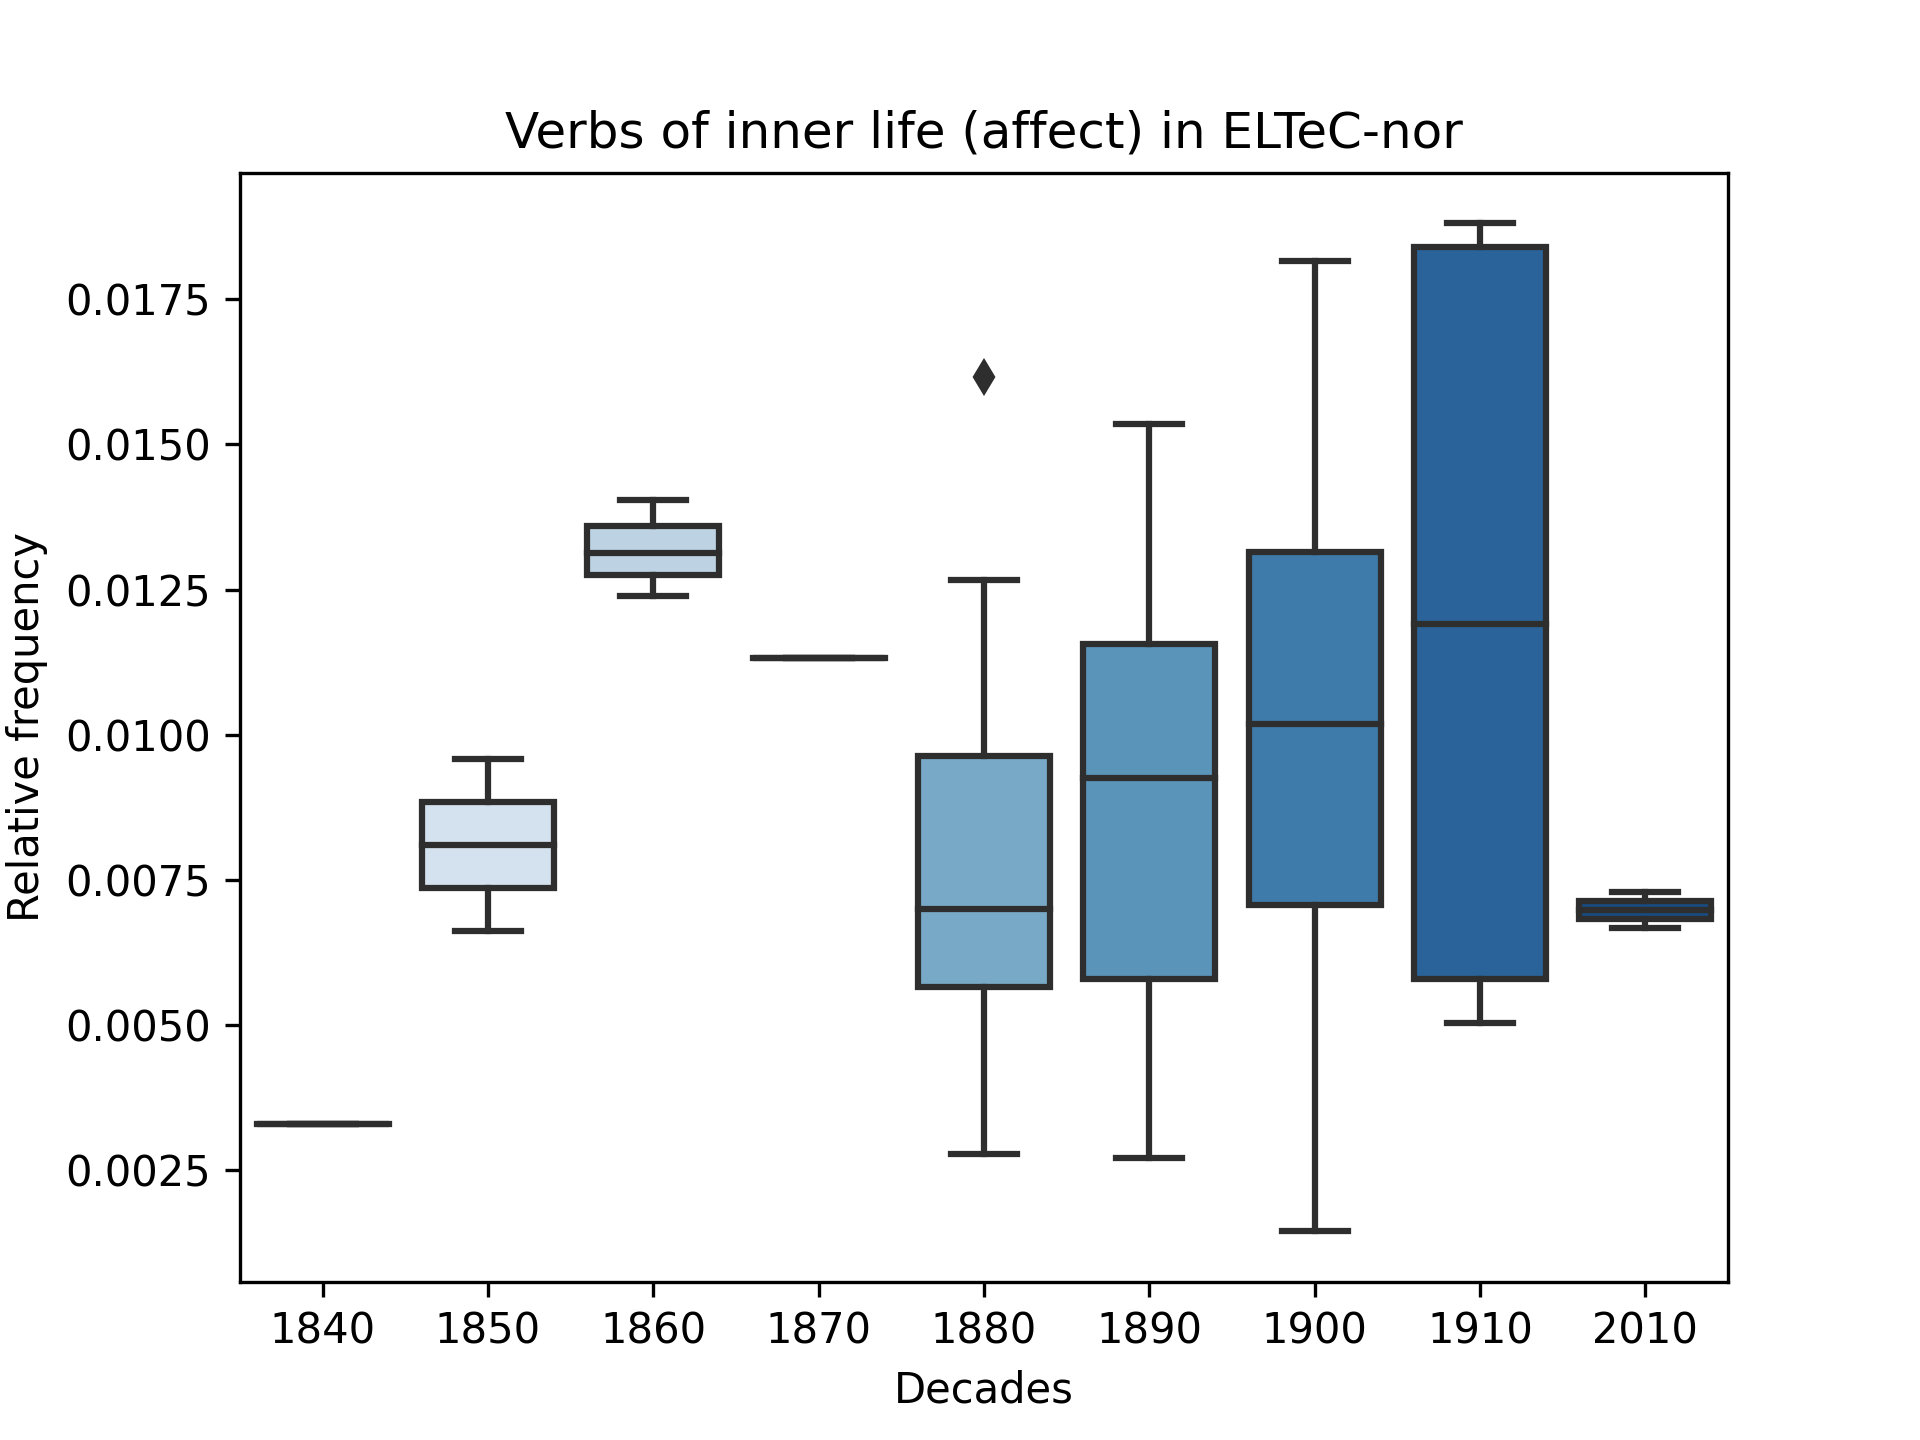 Verbs of inner life (affect) in ELTeC-nor
Relative frequency
0.0175
0.0150
0.0125
0.0100
0.0075
0.0050
0.0025
1840 1850 1860 1870 1880 1890 1900 1910 2010
Decades